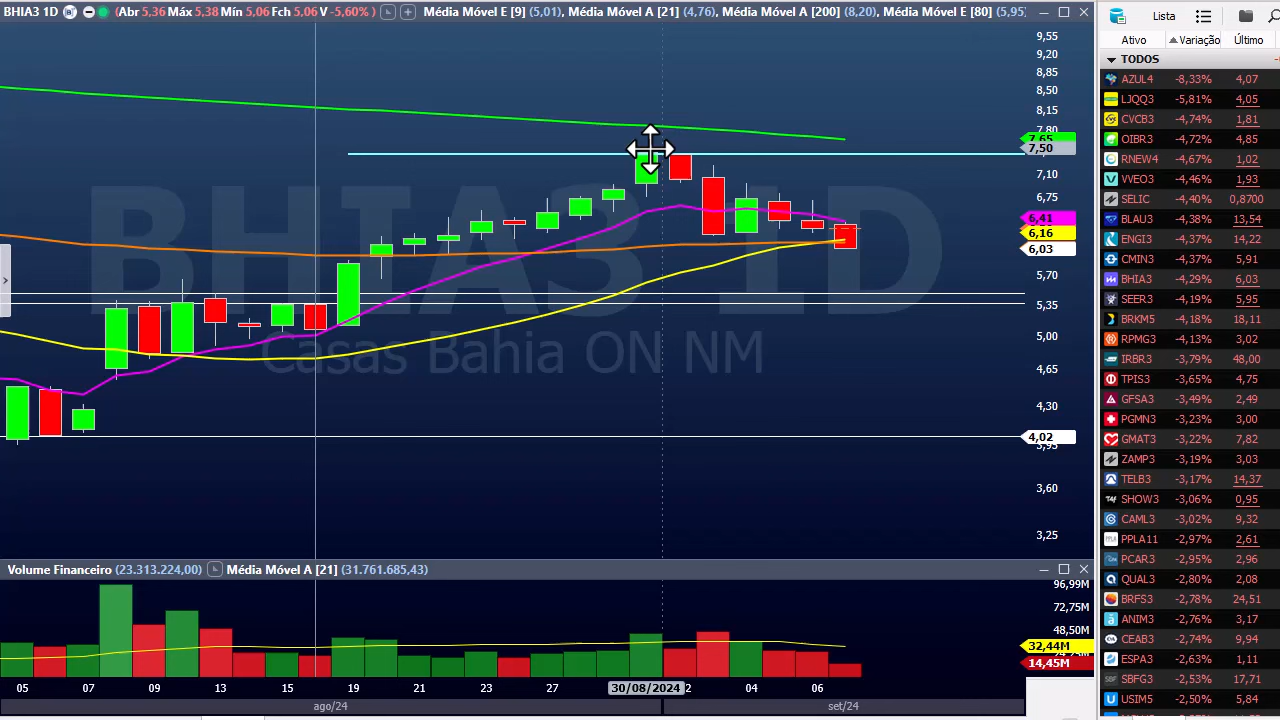 BHIA3 1D (Abr 5,36 Máx 5,38 Mín 5,06 Fch 5,06 V -5,60% ) Média Móvel E [9] (5,01), Média Móvel A [21] (4,76), Média Móvel A [200] (8,20), Média Móvel E [80] (5,95)
9,55
9,20
8,85
8,50
8,15
7,80
7,65
7,50
7,10
6,75
6,41
6,16
6,03
5,70
5,35
5,00
4,65
4,30
4,02
3,95
3,60
3,25
BHIA3 1D
Casas Bahia ON NM
Volume Financeiro (23.313.224,00) Média Móvel A [21] (31.761.685,43)
96,99M
72,75M
48,50M
32,44M
24,25M
14,45M
05 07 09 13 15 19 21 23 27 30/08/2024 2 04 06
ago/24 set/24
Lista
Ativo Variação Último
TODOS
AZUL4 -8,33% 4,07
LJQQ3 -5,81% 4,05
CVCB3 -4,74% 1,81
OIBR3 -4,72% 4,85
RNEW4 -4,67% 1,02
VVEO3 -4,46% 1,93
SELIC -4,40% 0,8700
BLAU3 -4,38% 13,54
ENGI3 -4,37% 14,22
CMIN3 -4,37% 5,91
BHIA3 -4,29% 6,03
SEER3 -4,19% 5,95
BRKM5 -4,18% 18,11
RPMG3 -4,13% 3,02
IRBR3 -3,79% 48,00
TPIS3 -3,65% 4,75
GFSA3 -3,49% 2,49
PGMN3 -3,23% 3,00
GMAT3 -3,22% 7,82
ZAMP3 -3,19% 3,03
TELB3 -3,17% 14,37
SHOW3 -3,06% 0,95
CAML3 -3,02% 9,32
PPLA11 -2,97% 2,61
PCAR3 -2,95% 2,96
QUAL3 -2,80% 2,08
BRFS3 -2,78% 24,51
ANIM3 -2,76% 3,17
CEAB3 -2,74% 9,94
ESPA3 -2,63% 1,11
SBFG3 -2,53% 17,71
USIM5 -2,50% 5,84